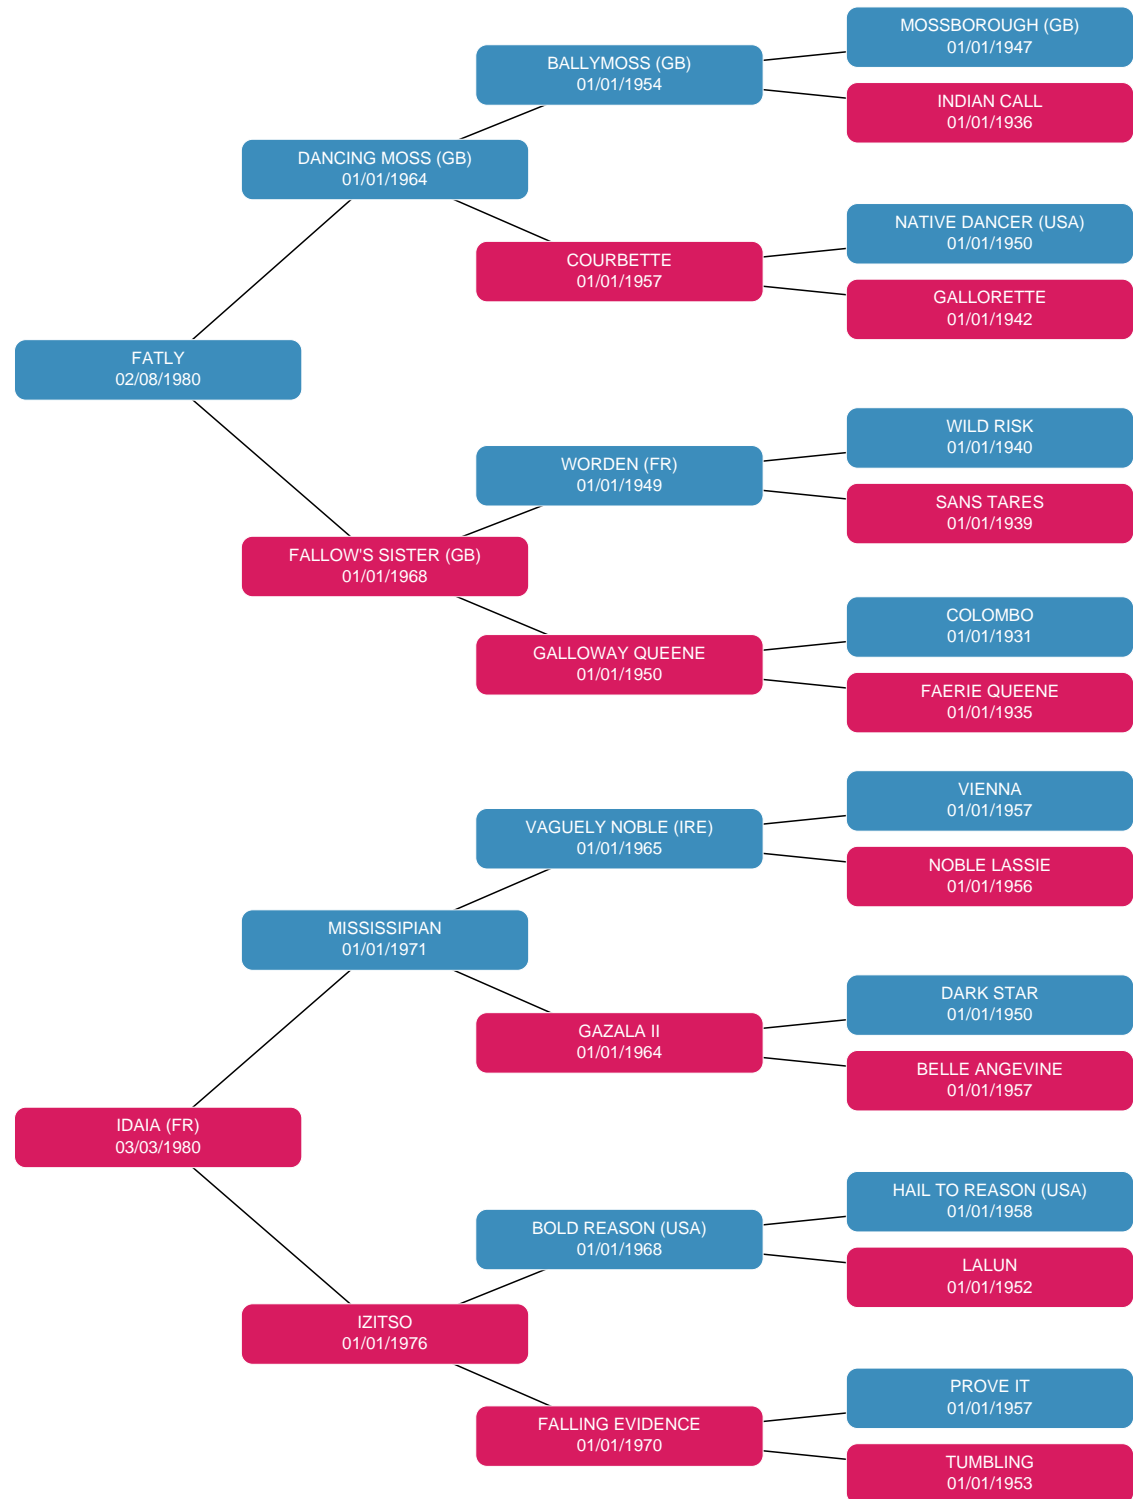 MOSSBOROUGH (GB)
01/01/1947
BALLYMOSS (GB)
01/01/1954
INDIAN CALL
01/01/1936
DANCING MOSS (GB)
01/01/1964
NATIVE DANCER (USA)
01/01/1950
COURBETTE
01/01/1957
GALLORETTE
01/01/1942
FATLY
02/08/1980
WILD RISK
01/01/1940
WORDEN (FR)
01/01/1949
SANS TARES
01/01/1939
FALLOW'S SISTER (GB)
01/01/1968
COLOMBO
01/01/1931
GALLOWAY QUEENE
01/01/1950
FAERIE QUEENE
01/01/1935
VIENNA
01/01/1957
VAGUELY NOBLE (IRE)
01/01/1965
NOBLE LASSIE
01/01/1956
MISSISSIPIAN
01/01/1971
DARK STAR
01/01/1950
GAZALA II
01/01/1964
BELLE ANGEVINE
01/01/1957
IDAIA (FR)
03/03/1980
HAIL TO REASON (USA)
01/01/1958
BOLD REASON (USA)
01/01/1968
LALUN
01/01/1952
IZITSO
01/01/1976
PROVE IT
01/01/1957
FALLING EVIDENCE
01/01/1970
TUMBLING
01/01/1953